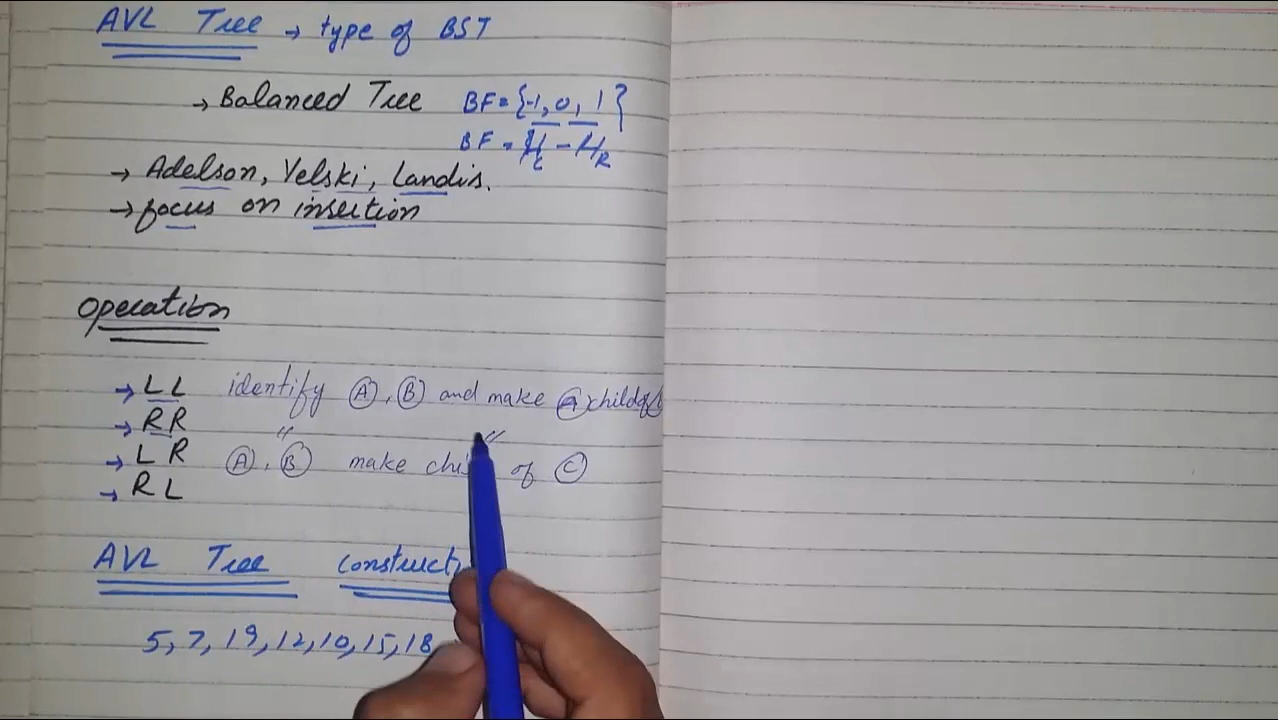 AVL Tree → type of BST
→ Balanced Tree BF = {-1, 0, 1}
BF = HL - HR
→ Adelson, Velski, Landis.
→ focus on insertion
Operation
→ LL identify A, B and make A child of
→ RR " "
→ LR A, B make of C
→ RL
AVL Tree
5, 7, 19, 12, 10, 15, 18